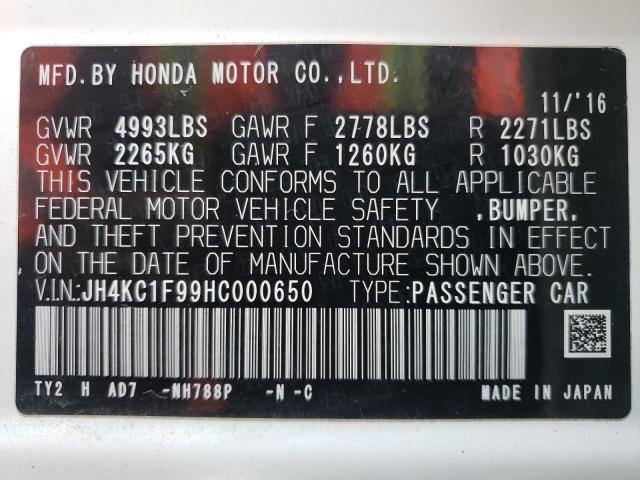 MFD.BY HONDA MOTOR CO.,LTD.
11/'16
GVWR 4993LBS GAWR F 2778LBS R 2271LBS
GVWR 2265KG GAWR F 1260KG R 1030KG
THIS VEHICLE CONFORMS TO ALL APPLICABLE
FEDERAL MOTOR VEHICLE SAFETY ,BUMPER,
AND THEFT PREVENTION STANDARDS IN EFFECT
ON THE DATE OF MANUFACTURE SHOWN ABOVE.
V.I.N.:JH4KC1F99HC000650 TYPE:PASSENGER CAR
TY2 H AD7 -NH788P -N -C MADE IN JAPAN